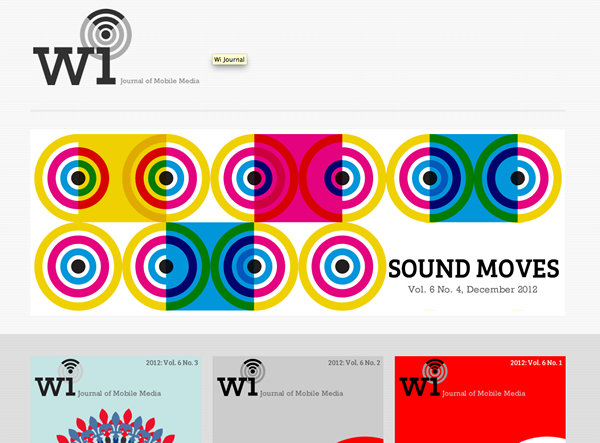 Wi Journal of Mobile Media
Wi Journal
SOUND MOVES
Vol. 6 No. 4, December 2012
2012: Vol. 6 No. 3
Wi Journal of Mobile Media
2012: Vol. 6 No. 2
Wi Journal of Mobile Media
2012: Vol. 6 No. 1
Wi Journal of Mobile Media